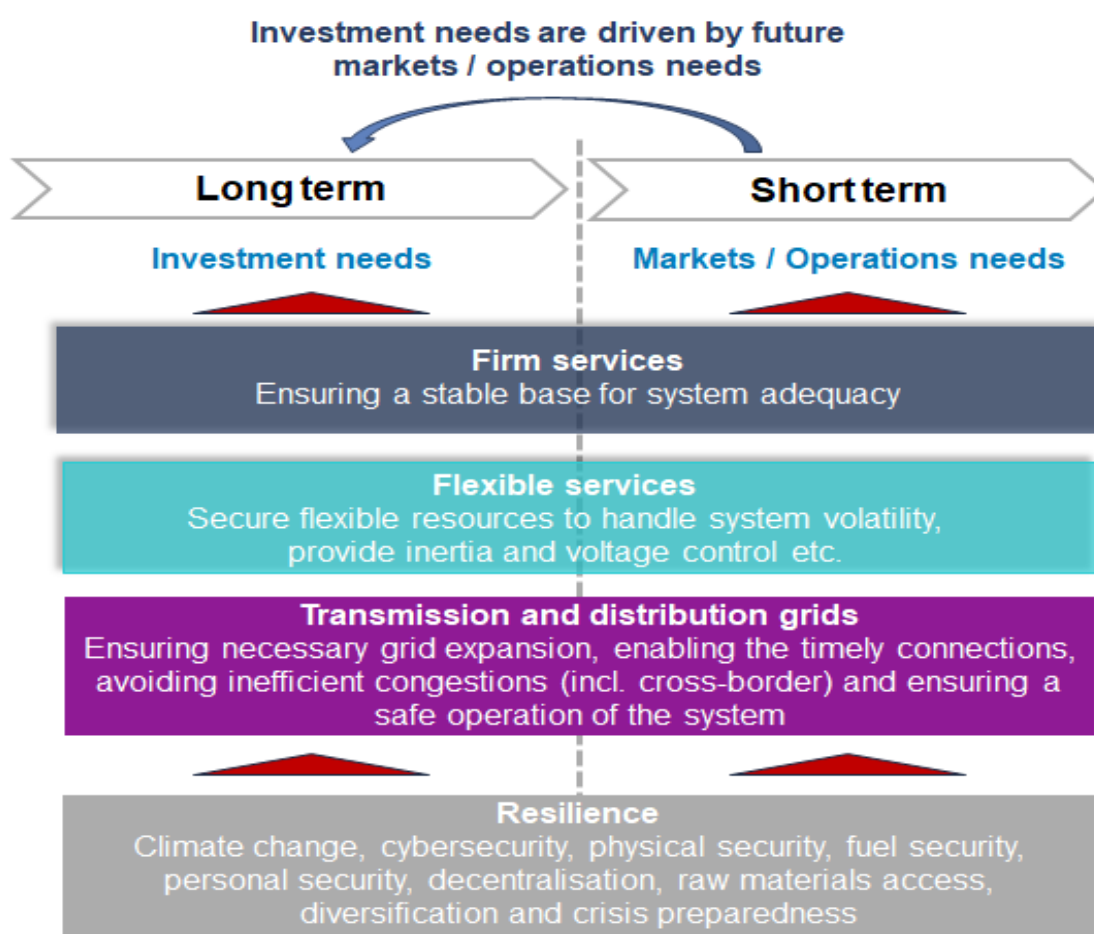 Investment needs are driven by future
markets / operations needs
Long term
Short term
Investment needs
Markets / Operations needs
Firm services
Ensuring a stable base for system adequacy
Flexible services
Secure flexible resources to handle system volatility,
provide inertia and voltage control etc.
Transmission and distribution grids
Ensuring necessary grid expansion, enabling the timely connections,
avoiding inefficient congestions (incl. cross-border) and ensuring a
safe operation of the system
Resilience
Climate change, cybersecurity, physical security, fuel security,
personal security, decentralisation, raw materials access,
diversification and crisis preparedness